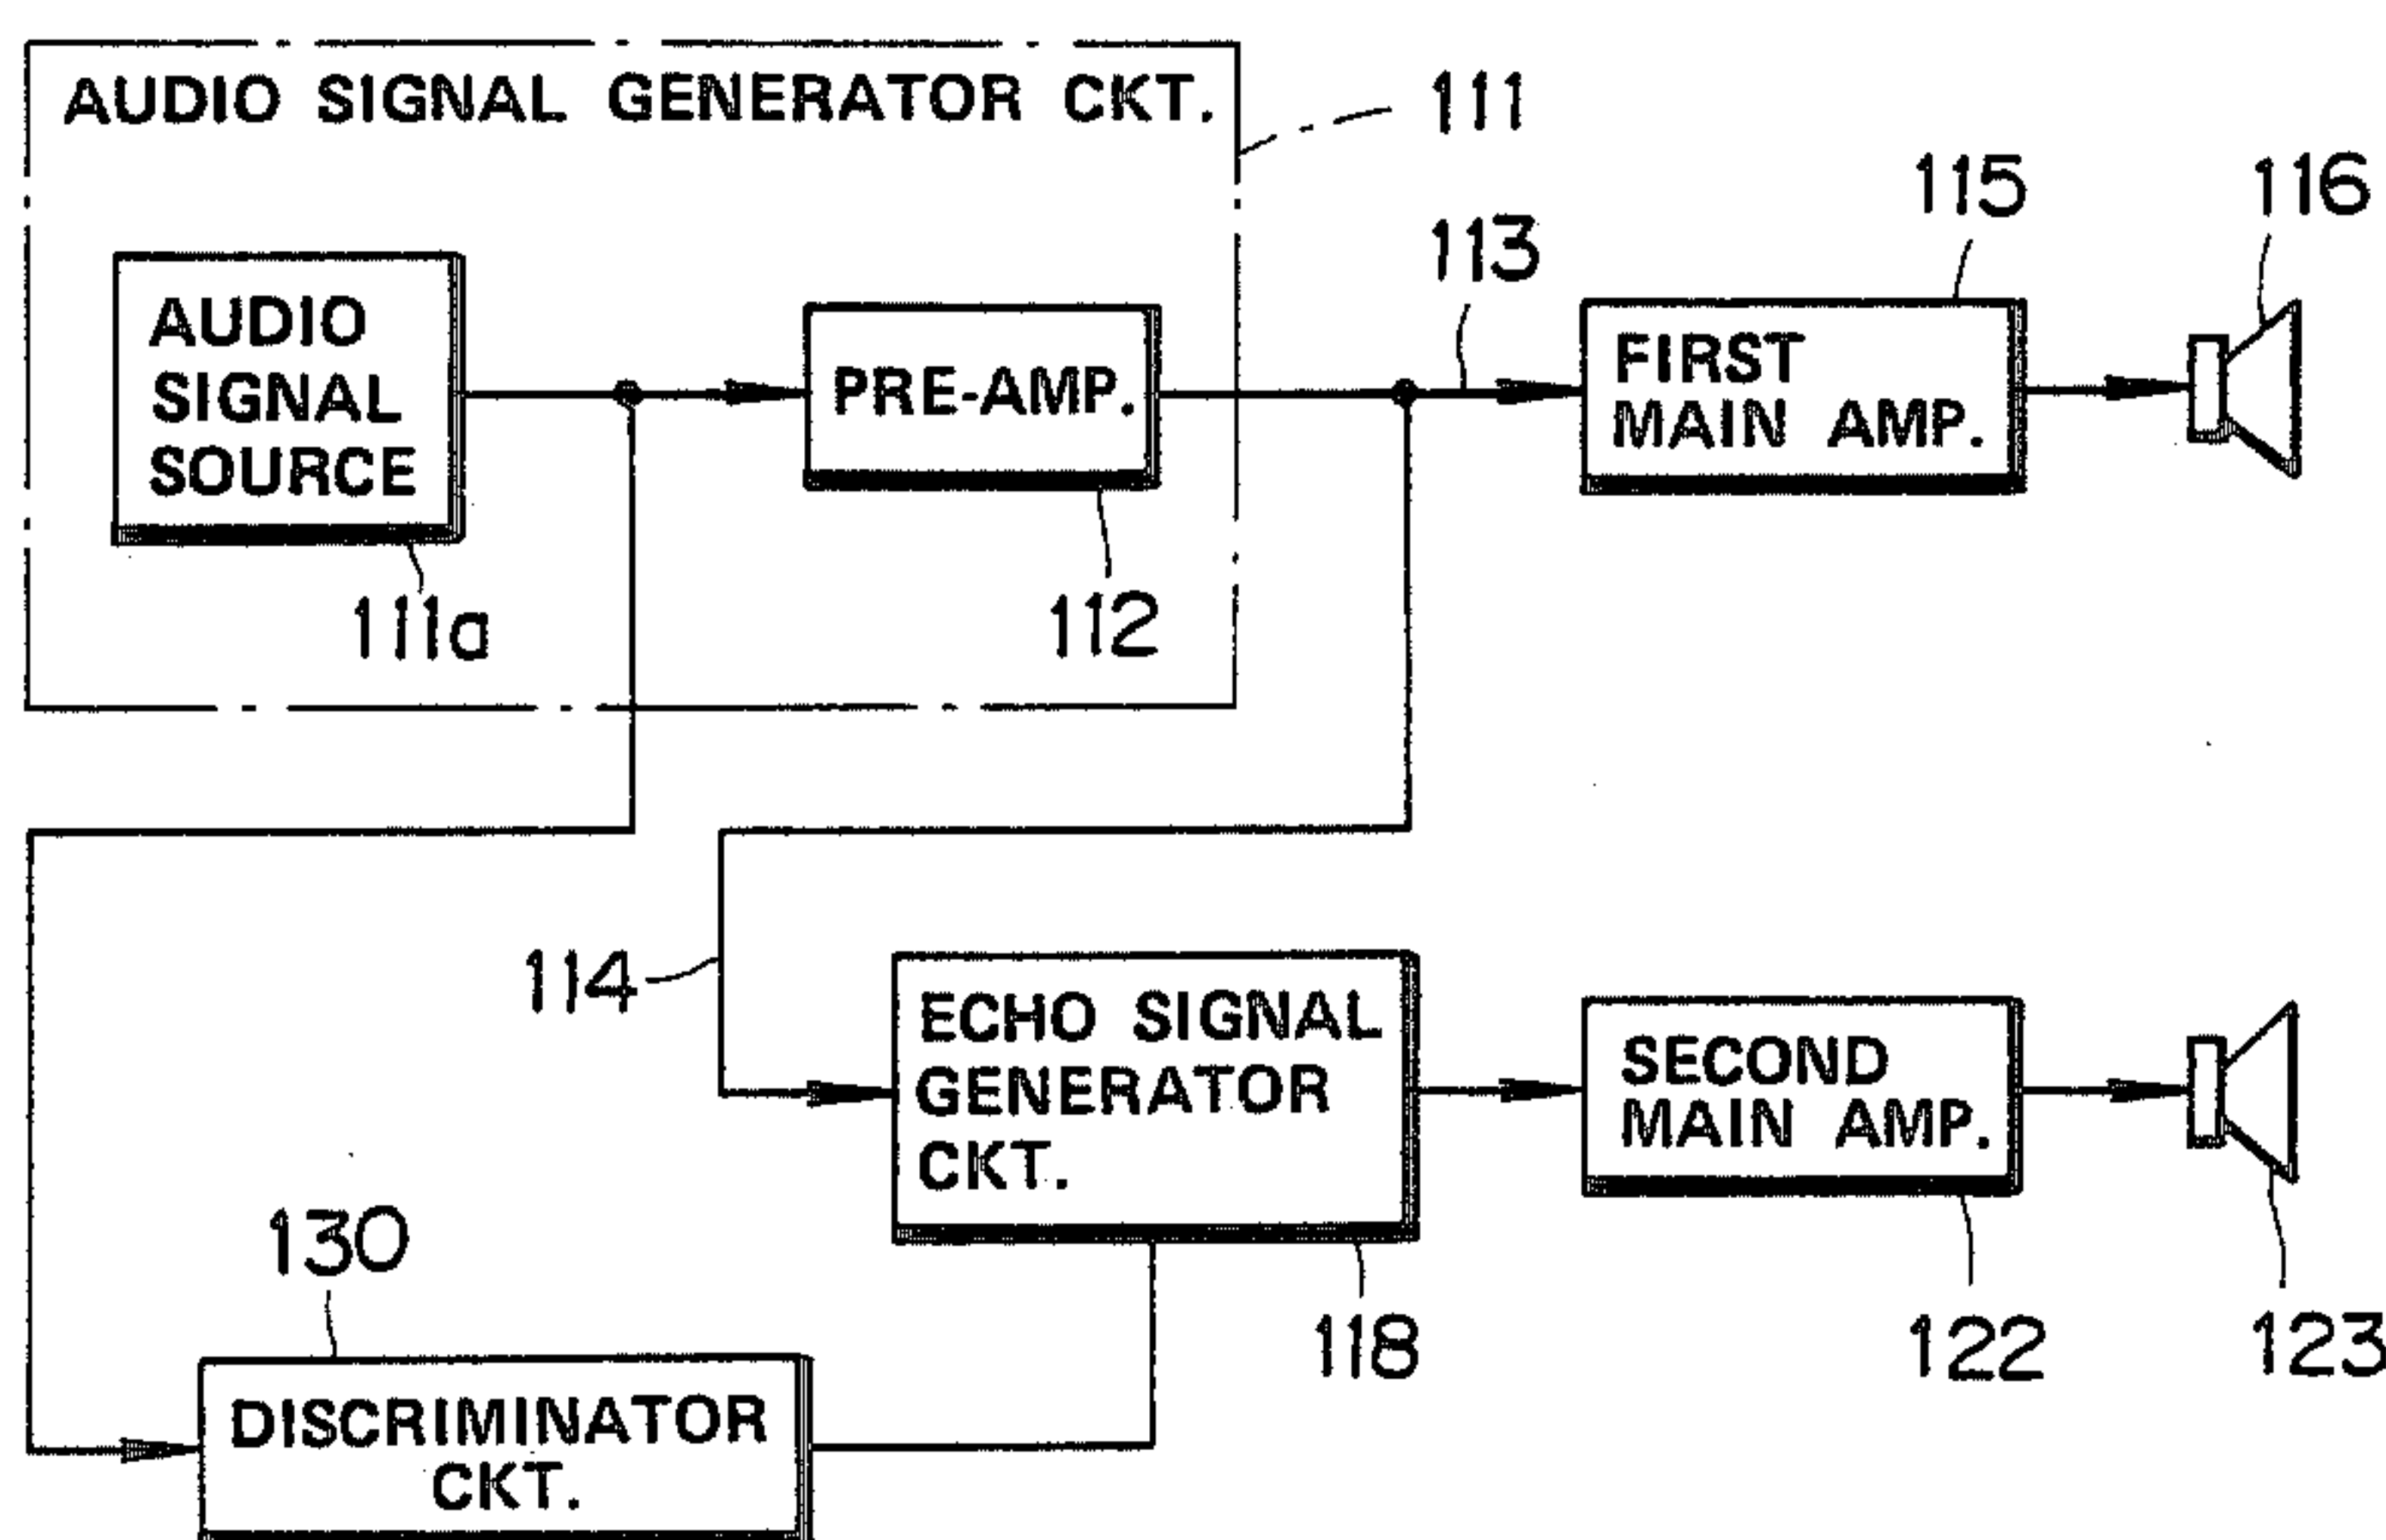 AUDIO SIGNAL GENERATOR CKT.
111
115
116
113
AUDIO
SIGNAL
SOURCE
PRE-AMP.
FIRST
MAIN AMP.
111a
112
114
ECHO SIGNAL
GENERATOR
CKT.
SECOND
MAIN AMP.
130
118
122
123
DISCRIMINATOR
CKT.